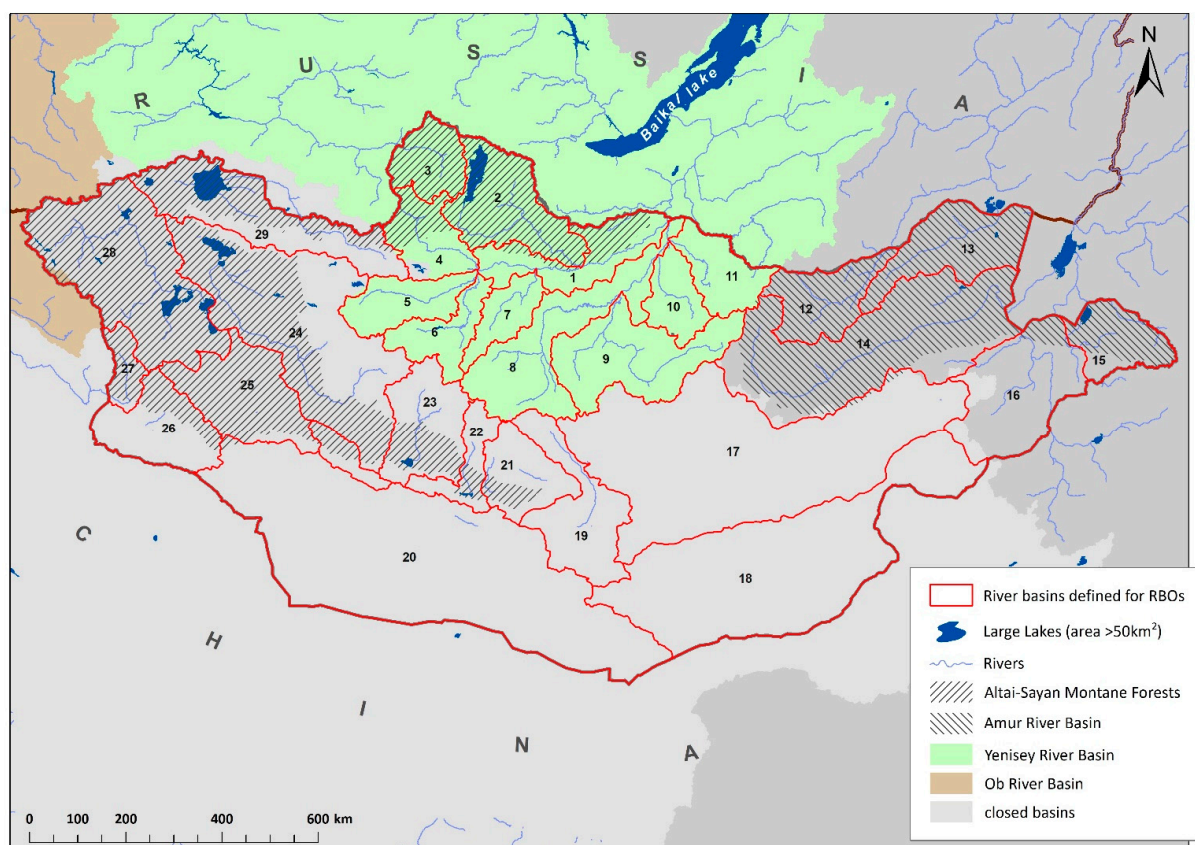 N
R U S S I A
Baikal lake
3
2
29
28
4
13
1
11
5
10
12
7
24
6
14
9
8
15
27
25
23
16
26
22
17
21
19
20
18
C H I N A
River basins defined for RBOs
Large Lakes (area >50km²)
Rivers
Altai-Sayan Montane Forests
Amur River Basin
Yenisey River Basin
Ob River Basin
closed basins
0 100 200 400 600 km